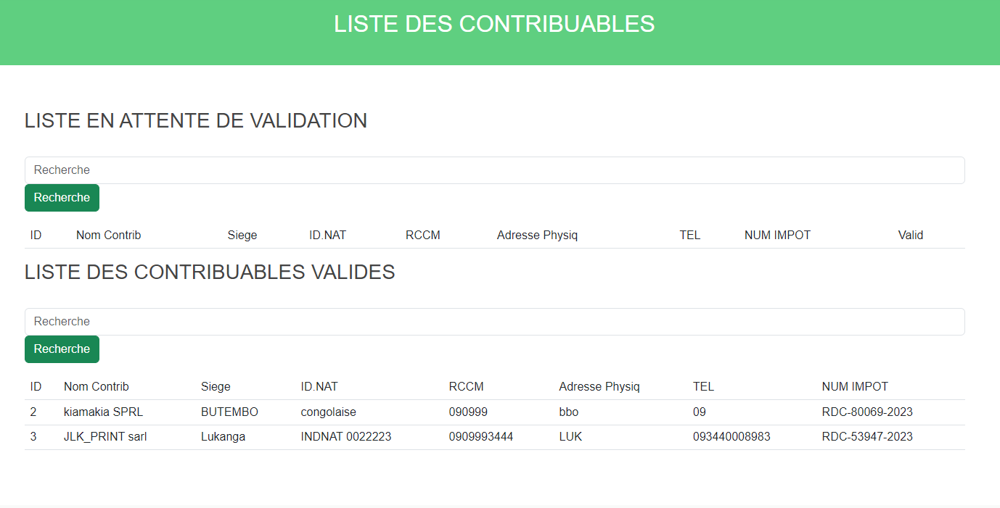 LISTE DES CONTRIBUABLES
LISTE EN ATTENTE DE VALIDATION
Recherche
Recherche
ID Nom Contrib Siege ID.NAT RCCM Adresse Physiq TEL NUM IMPOT Valid
LISTE DES CONTRIBUABLES VALIDES
Recherche
Recherche
ID Nom Contrib Siege ID.NAT RCCM Adresse Physiq TEL NUM IMPOT
2 kiamakia SPRL BUTEMBO congolaise 090999 bbo 09 RDC-80069-2023
3 JLK_PRINT sarl Lukanga INDNAT 0022223 0909993444 LUK 093440008983 RDC-53947-2023